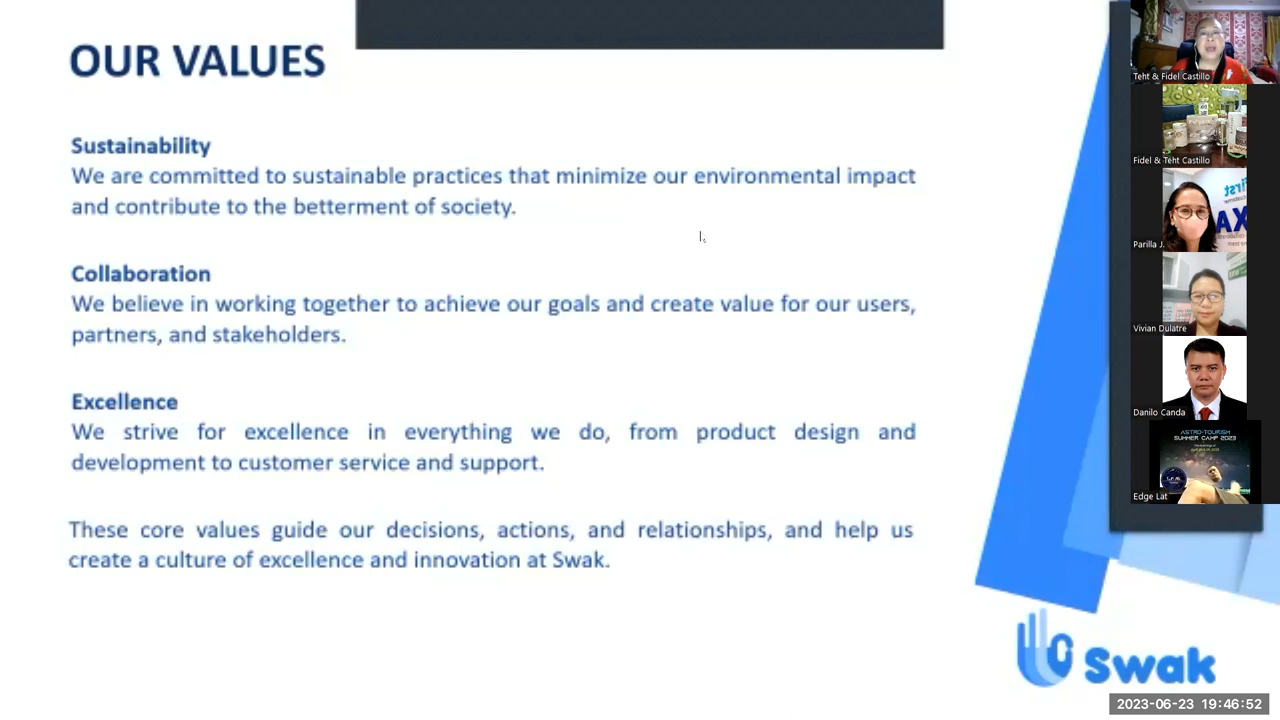 OUR VALUES
Sustainability
We are committed to sustainable practices that minimize our environmental impact
and contribute to the betterment of society.
Collaboration
We believe in working together to achieve our goals and create value for our users,
partners, and stakeholders.
Excellence
We strive for excellence in everything we do, from product design and
development to customer service and support.
These core values guide our decisions, actions, and relationships, and help us
create a culture of excellence and innovation at Swak.
Swak
2023-06-23 19:46:52
Teht & Fidel Castillo
Fidel & Teht Castillo
Parilla J.
Vivian Dulatre
Danilo Canda
ASTRO-TOURISM
SUMMER CAMP 2023
Edge Lat